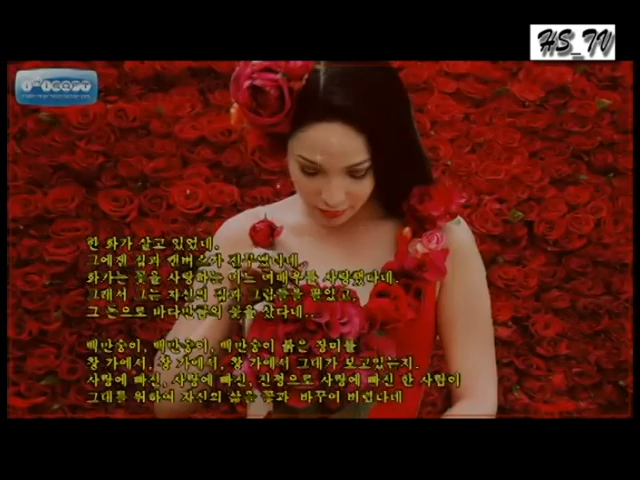 HS_TV
한 화가 살고 있었네.
그에겐 집과 캔버스가 전부였다네.
화가는 꽃을 사랑하는 어느 여배우를 사랑했다네.
그래서 그는 자신의 집과 그림들을 팔았고,
그 돈으로 바다만큼의 꽃을 샀다네..
백만송이, 백만송이, 백만송이 붉은 장미를
창 가에서, 창 가에서, 창 가에서 그대가 보고있는지.
사랑에 빠진, 사랑에 빠진, 진정으로 사랑에 빠진 한 사람이
그대를 위하여 자신의 삶을 꽃과 바꾸어 버렸다네